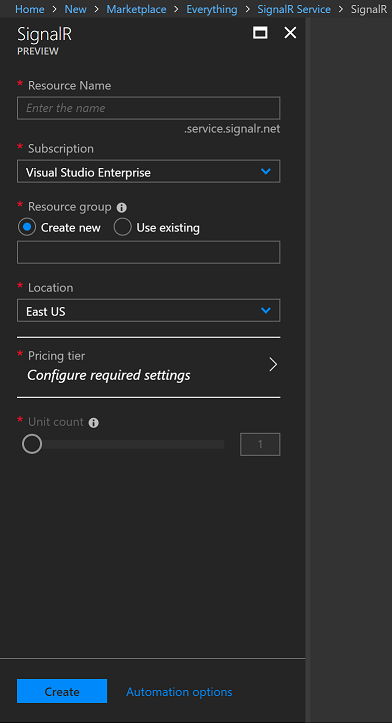 Home > New > Marketplace > Everything > SignalR Service > SignalR
SignalR
PREVIEW
* Resource Name
Enter the name
.service.signalr.net
* Subscription
Visual Studio Enterprise
* Resource group
Create new Use existing
* Location
East US
* Pricing tier
Configure required settings
* Unit count
1
Create Automation options